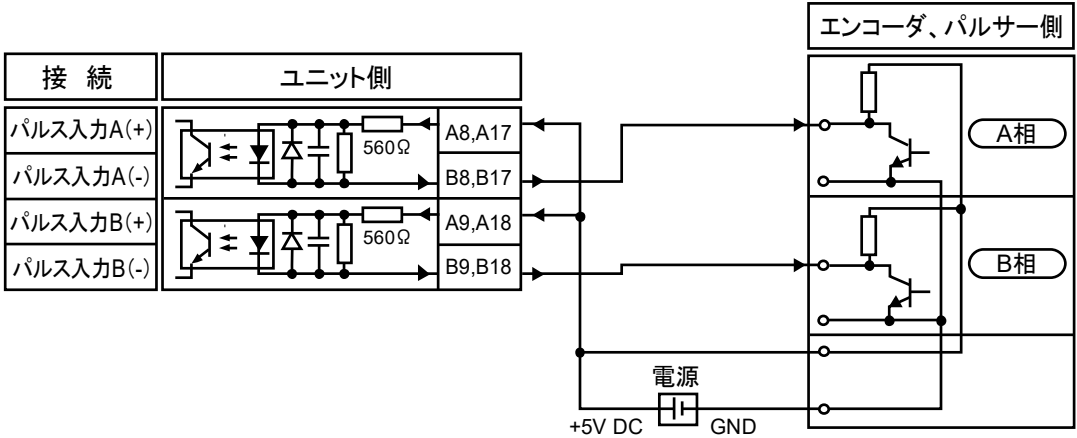 エンコーダ、パルサー側
接 続
ユニット側
パルス入力A(+)
560Ω
A8,A17
A相
パルス入力A(-)
B8,B17
パルス入力B(+)
560Ω
A9,A18
B相
パルス入力B(-)
B9,B18
電源
+5V DC
GND